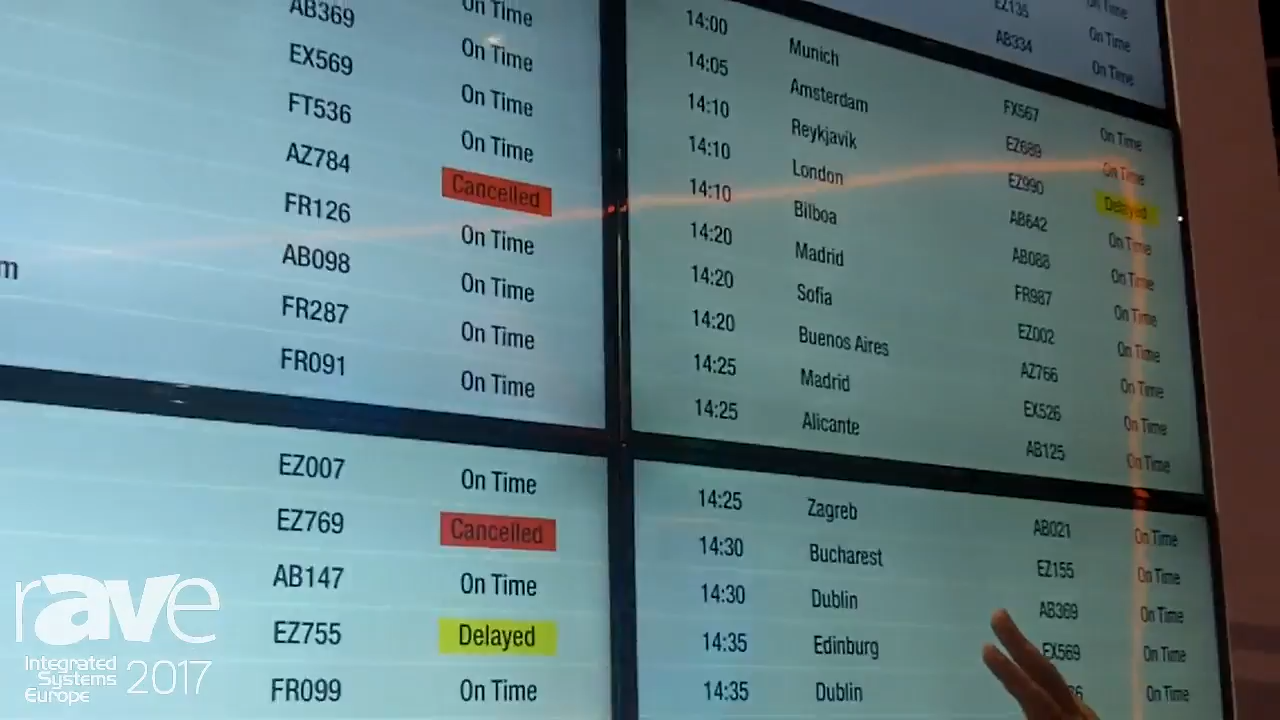 On Time
AB369 On Time
EX569 On Time
FT536 On Time
AZ784 Cancelled
FR126 On Time
AB098 On Time
FR287 On Time
FR091 On Time
EZ007 On Time
EZ769 Cancelled
AB147 On Time
EZ755 Delayed
FR099 On Time
On Time
EZ135 On Time
AB334 On Time
14:00 Munich FX567 On Time
14:05 Amsterdam EZ689 On Time
14:10 Reykjavik EZ990 Delayed
14:10 London AB642 On Time
14:10 Bilboa AB088 On Time
14:20 Madrid FR987 On Time
14:20 Sofia EZ002 On Time
14:20 Buenos Aires AZ766 On Time
14:25 Madrid EX526 On Time
14:25 Alicante AB125 On Time
14:25 Zagreb AB021 On Time
14:30 Bucharest EZ155 On Time
14:30 Dublin AB369 On Time
14:35 Edinburg EX569 On Time
14:35 Dublin On Time
rave
Integrated
Systems
Europe 2017